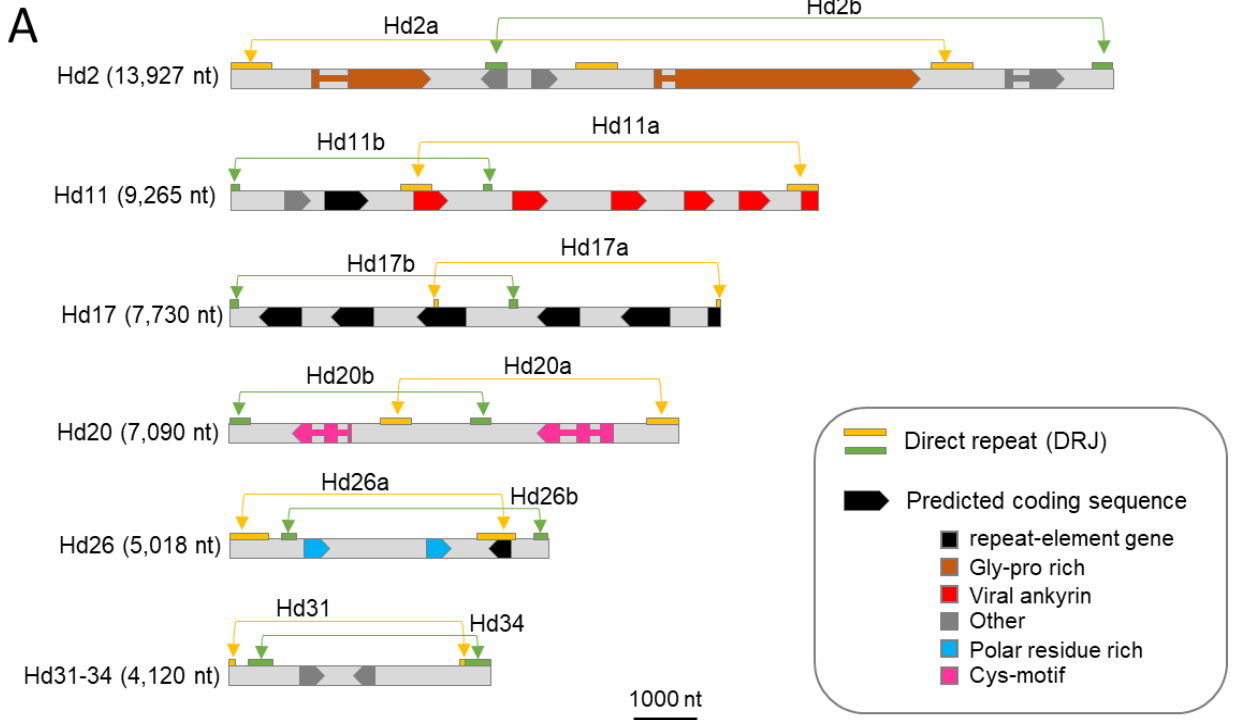 A
Hd2b
Hd2a
Hd2 (13,927 nt)
Hd11a
Hd11b
Hd11 (9,265 nt)
Hd17a
Hd17b
Hd17 (7,730 nt)
Hd20a
Hd20b
Hd20 (7,090 nt)
Hd26a
Hd26b
Hd26 (5,018 nt)
Hd31
Hd34
Hd31-34 (4,120 nt)
1000 nt
Direct repeat (DRJ)
Predicted coding sequence
repeat-element gene
Gly-pro rich
Viral ankyrin
Other
Polar residue rich
Cys-motif